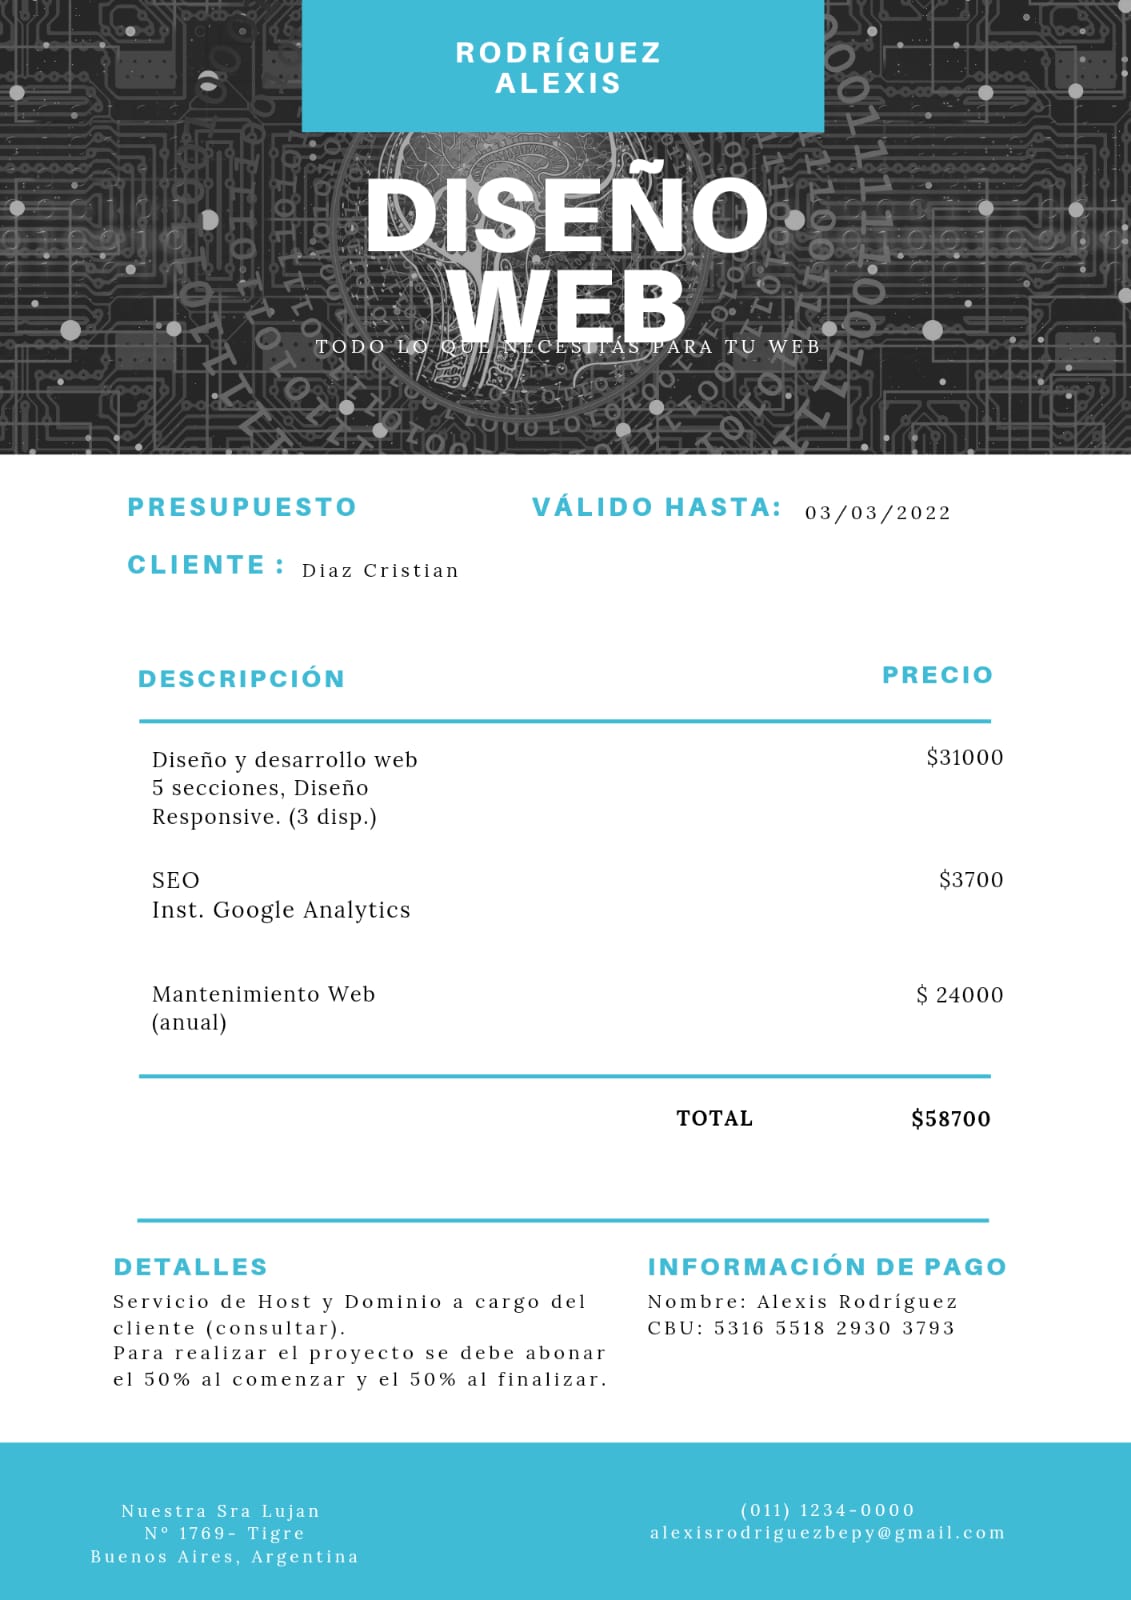 RODRÍGUEZ
ALEXIS
DISEÑO
WEB
TODO LO QUE NECESITÁS PARA TU WEB
PRESUPUESTO
VÁLIDO HASTA: 03/03/2022
CLIENTE : Diaz Cristian
DESCRIPCIÓN PRECIO
Diseño y desarrollo web $31000
5 secciones, Diseño
Responsive. (3 disp.)
SEO $3700
Inst. Google Analytics
Mantenimiento Web $ 24000
(anual)
TOTAL $58700
DETALLES
Servicio de Host y Dominio a cargo del
cliente (consultar).
Para realizar el proyecto se debe abonar
el 50% al comenzar y el 50% al finalizar.
INFORMACIÓN DE PAGO
Nombre: Alexis Rodríguez
CBU: 5316 5518 2930 3793
Nuestra Sra Lujan
Nº 1769- Tigre
Buenos Aires, Argentina
(011) 1234-0000
alexisrodriguezbepy@gmail.com